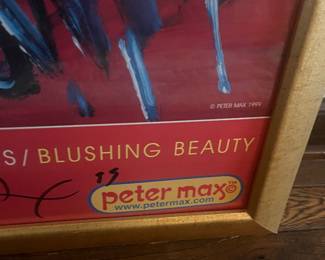 © PETER MAX 1999
S/BLUSHING BEAUTY
peter max©
www.petermax.com